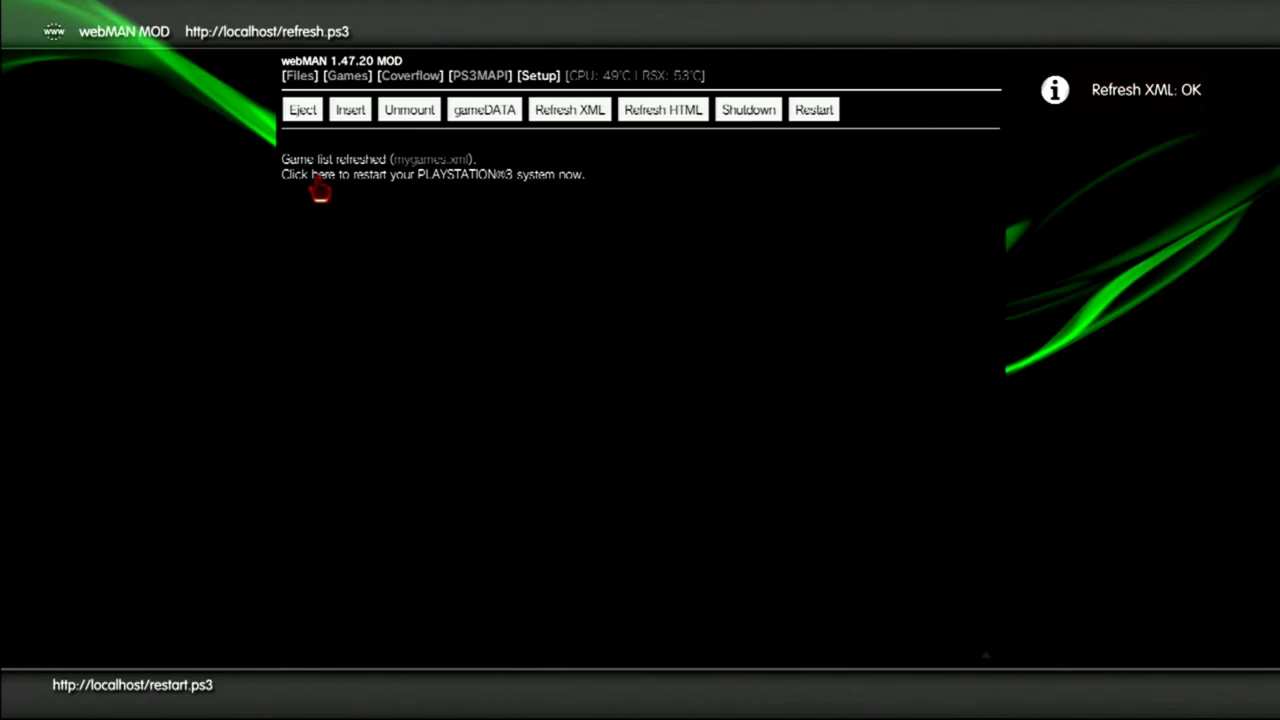 webMAN MOD http://localhost/refresh.ps3
webMAN 1.47.20 MOD
[Files] [Games] [Coverflow] [PS3MAPI] [Setup] [CPU: 49°C | RSX: 53°C]
Refresh XML: OK
Eject Insert Unmount gameDATA Refresh XML Refresh HTML Shutdown Restart
Game list refreshed (mygames.xml).
Click here to restart your PLAYSTATION®3 system now.
http://localhost/restart.ps3